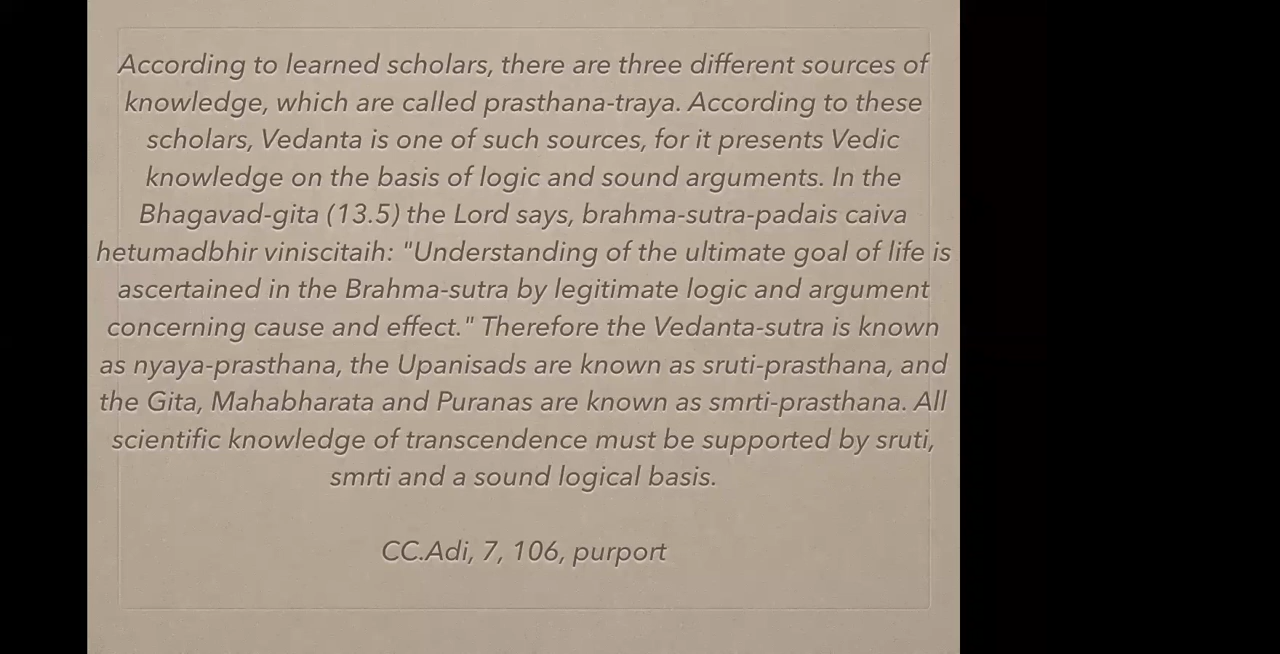 According to learned scholars, there are three different sources of
knowledge, which are called prasthana-traya. According to these
scholars, Vedanta is one of such sources, for it presents Vedic
knowledge on the basis of logic and sound arguments. In the
Bhagavad-gita (13.5) the Lord says, brahma-sutra-padais caiva
hetumadbhir viniscitaih: "Understanding of the ultimate goal of life is
ascertained in the Brahma-sutra by legitimate logic and argument
concerning cause and effect." Therefore the Vedanta-sutra is known
as nyaya-prasthana, the Upanisads are known as sruti-prasthana, and
the Gita, Mahabharata and Puranas are known as smrti-prasthana. All
scientific knowledge of transcendence must be supported by sruti,
smrti and a sound logical basis.
CC.Adi, 7, 106, purport